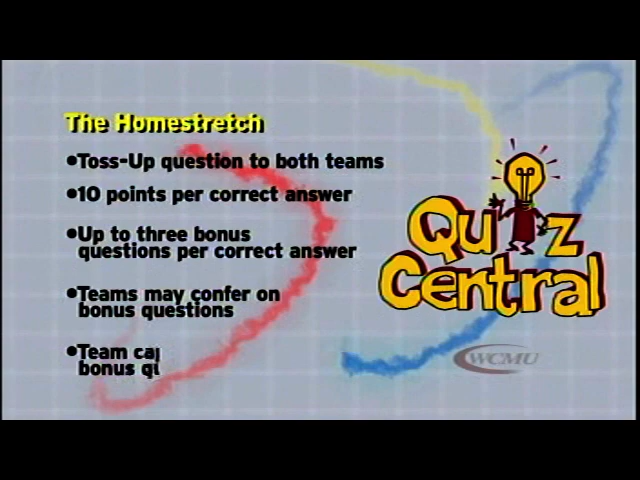 The Homestretch
•Toss-Up question to both teams
•10 points per correct answer
•Up to three bonus
questions per correct answer
•Teams may confer on
bonus questions
•Team
bonus
Quiz
Central
WCMU